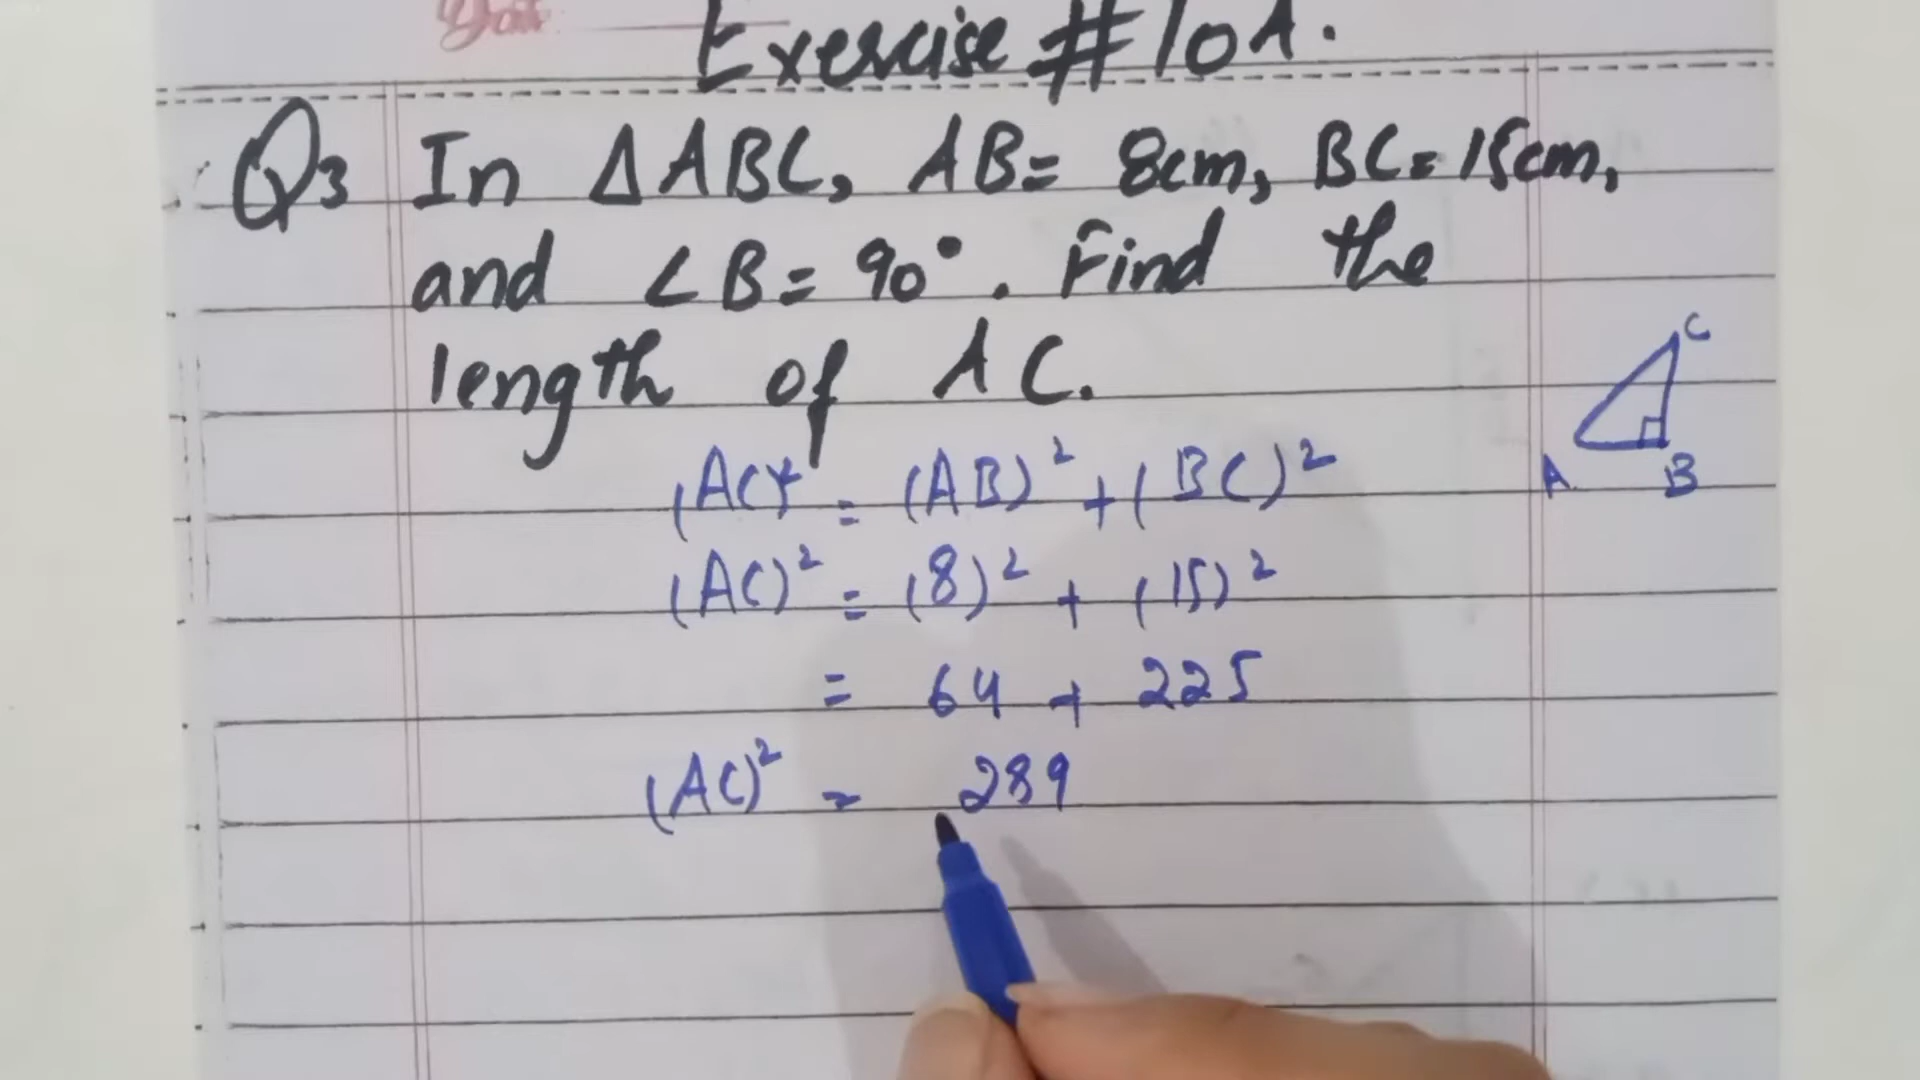 Exercise #10A.
Q3 In ΔABC, AB= 8cm, BC=15cm,
and ∠B= 90°. Find the
length of AC.
C
A B
(AC)² = (AB)² + (BC)²
(AC)² = (8)² + (15)²
= 64 + 225
(AC)² = 289